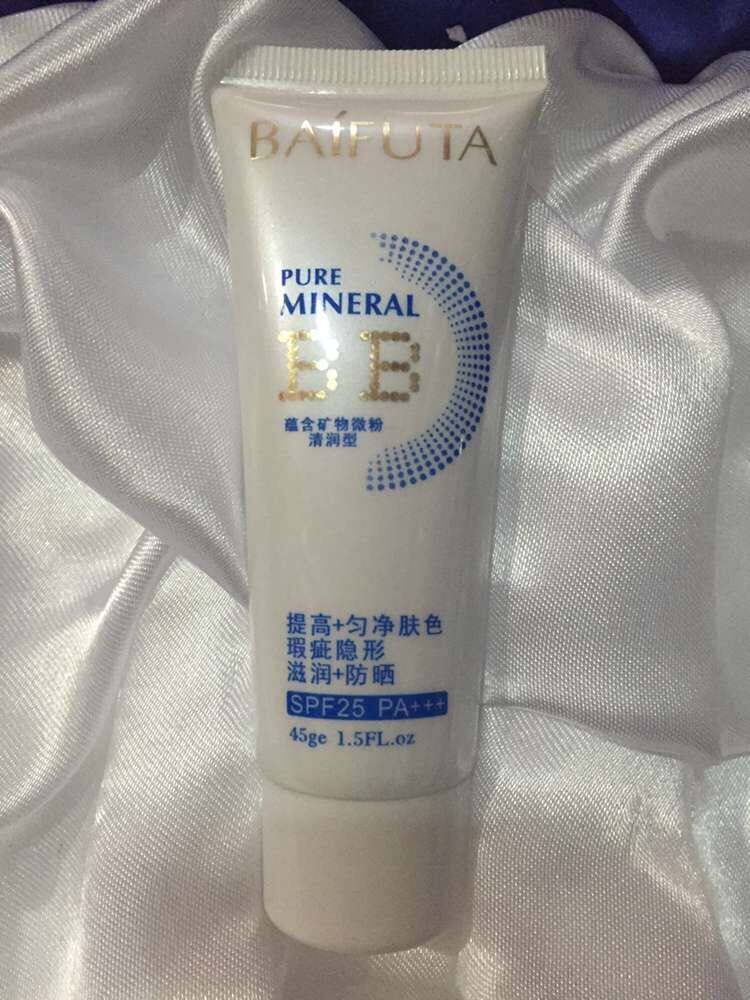 BAÍFUTA
PURE
MINERAL
BB
蕴含矿物微粉
清润型
提高+匀净肤色
瑕疵隐形
滋润+防晒
SPF25 PA+++
45ge 1.5FL.oz